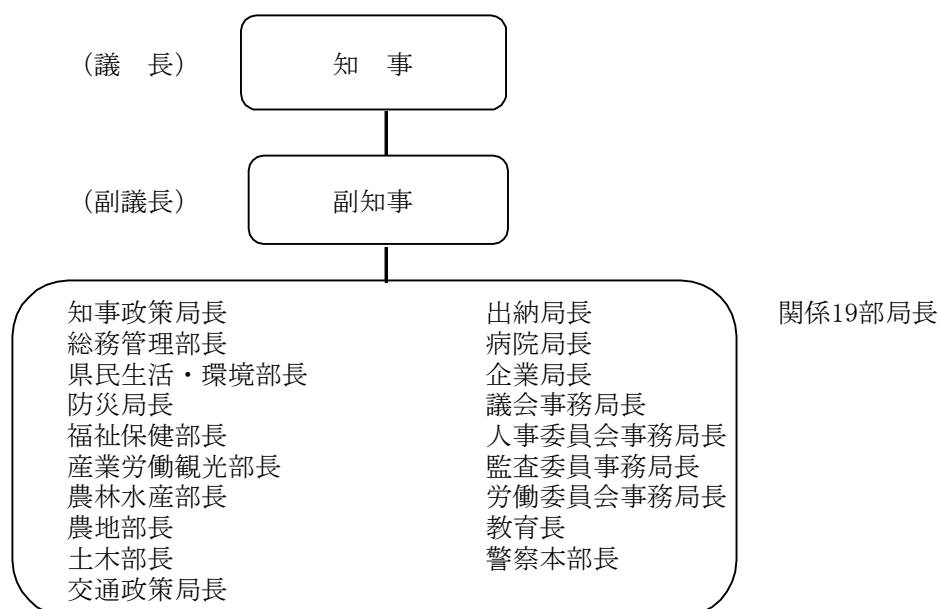 (議 長)
知 事
(副議長)
副知事
知事政策局長
総務管理部長
県民生活・環境部長
防災局長
福祉保健部長
産業労働観光部長
農林水産部長
農地部長
土木部長
交通政策局長
出納局長
病院局長
企業局長
議会事務局長
人事委員会事務局長
監査委員事務局長
労働委員会事務局長
教育長
警察本部長
関係19部局長